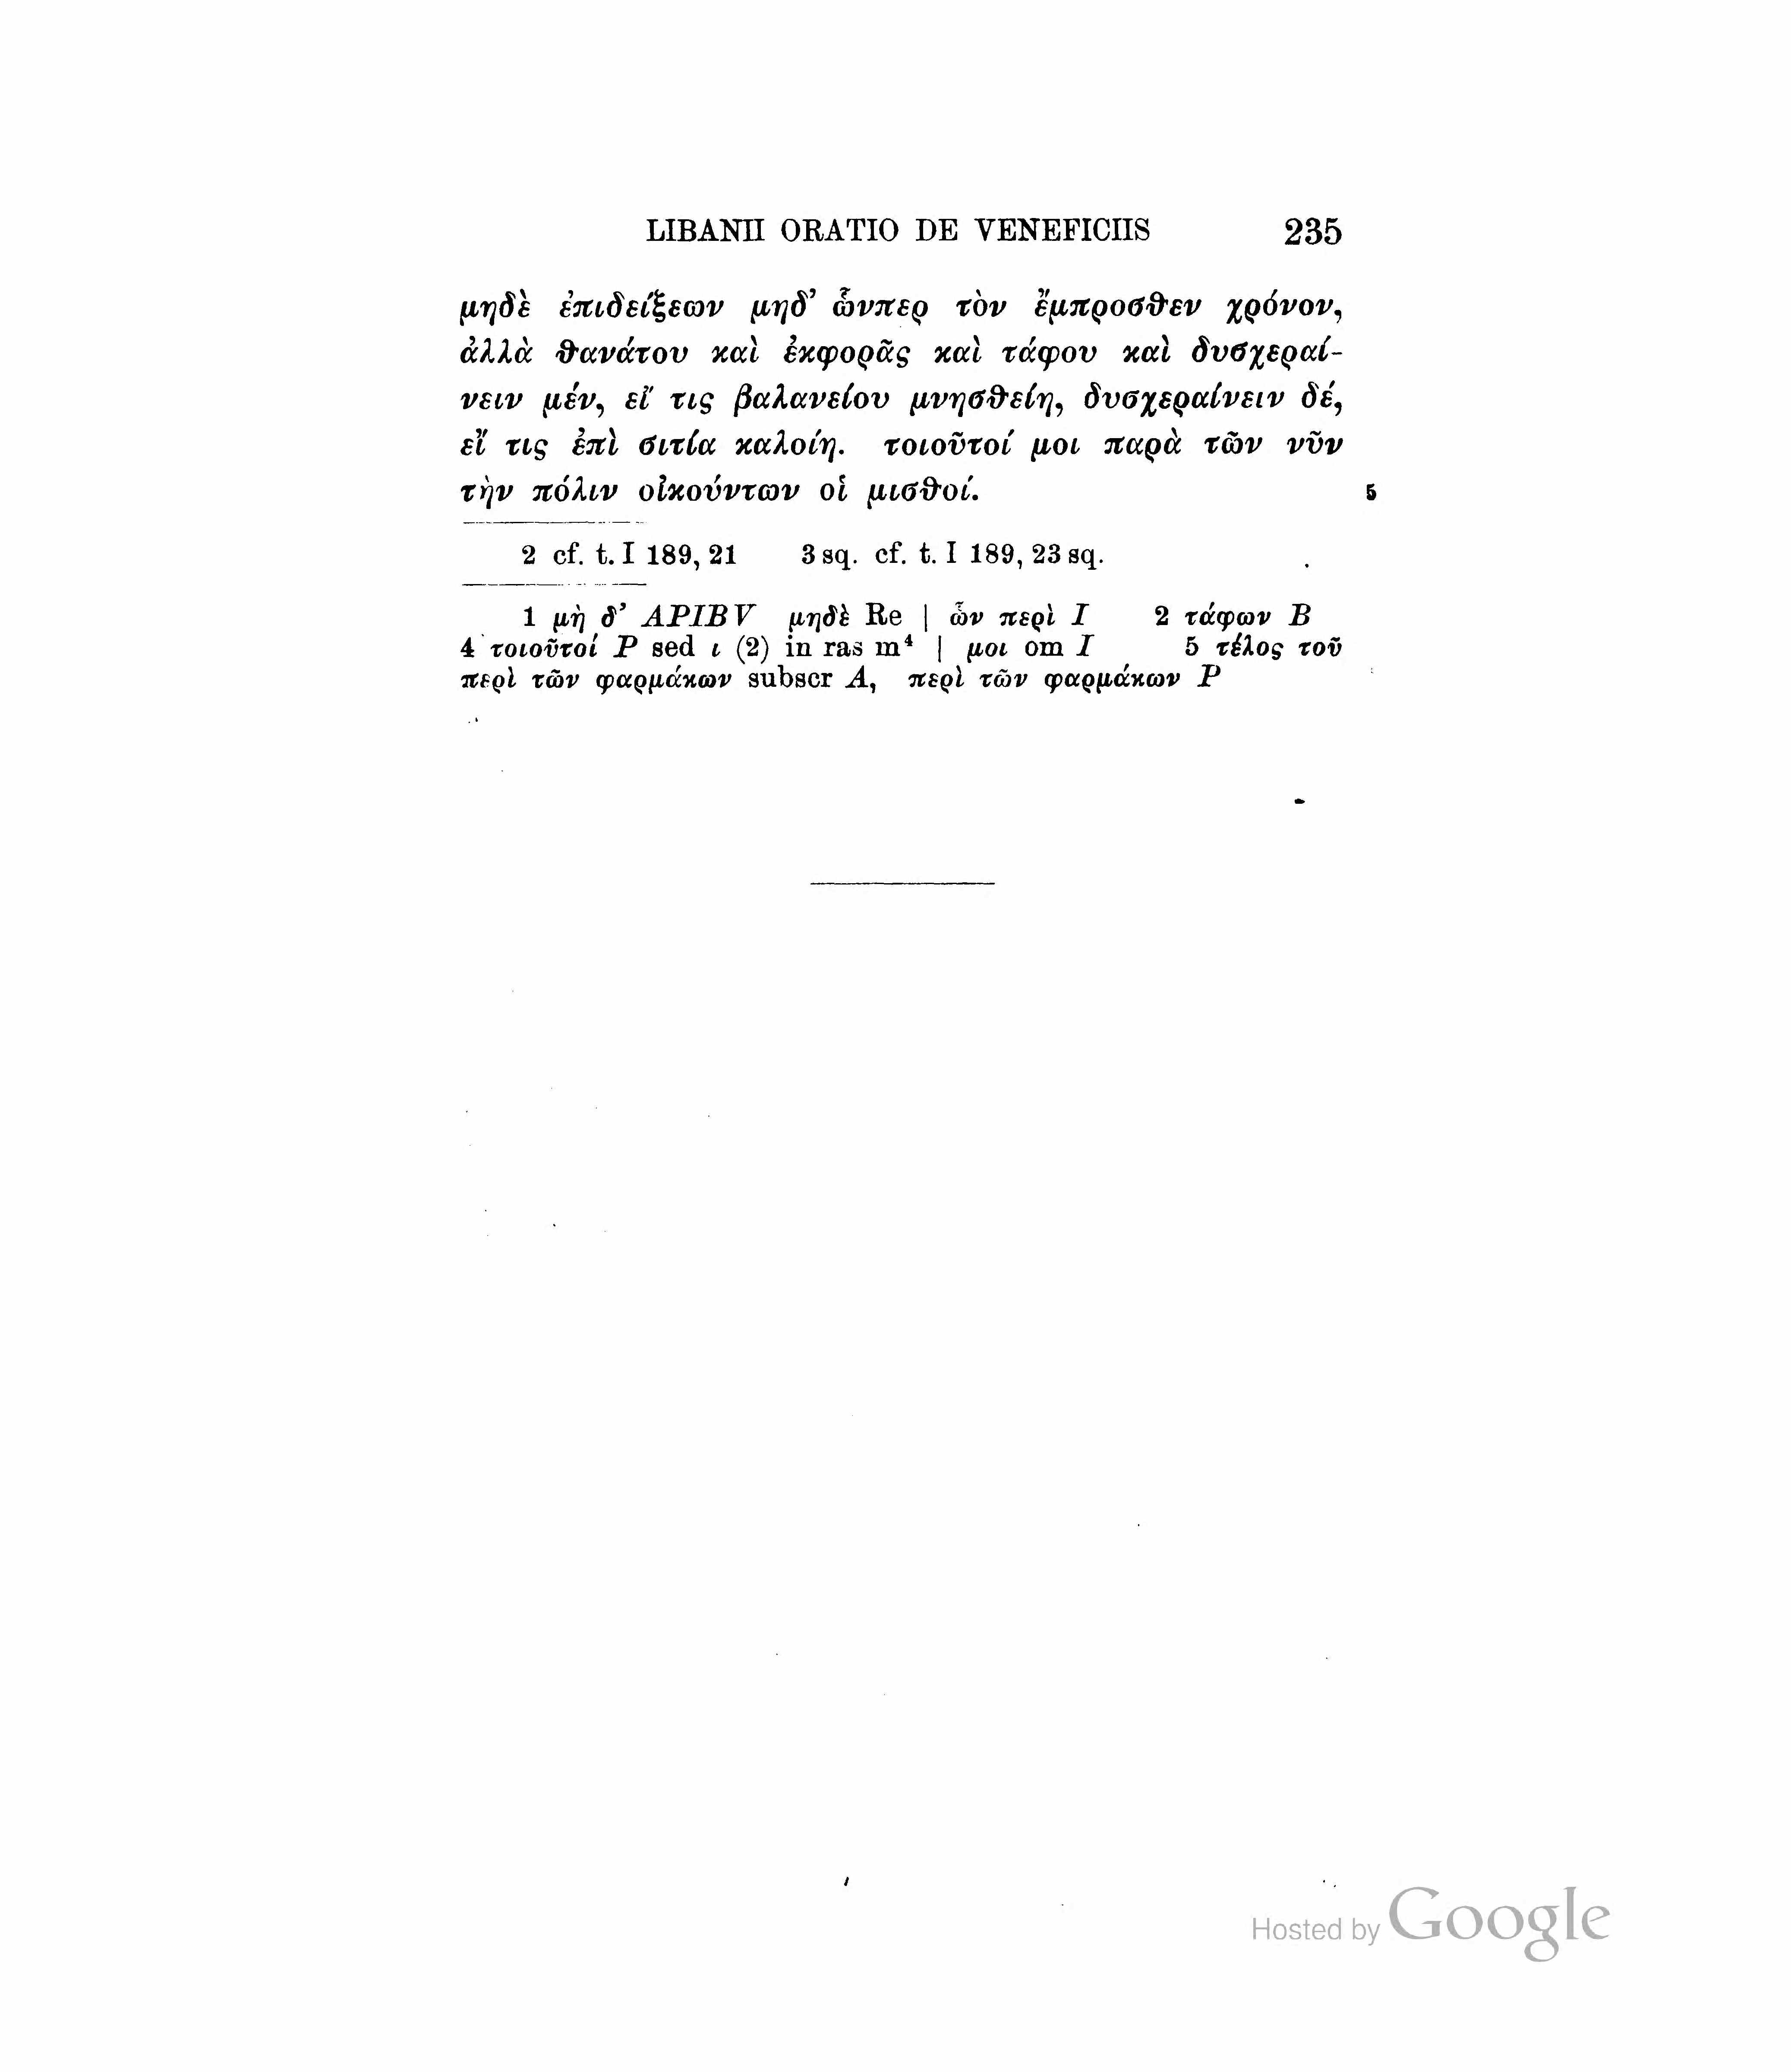 LIBANII ORATIO DE VENEFICIIS 235
μηδὲ ἐπιδείξεων μηδ’ ὧνπερ τὸν ἔμπροσθεν χρόνον,
ἀλλὰ θανάτου καὶ ἐκφορᾶς καὶ τάφου καὶ δυσχεραί-
νειν μέν, εἴ τις βαλανείου μνησθείη, δυσχεραίνειν δέ,
εἴ τις ἐπὶ σιτία καλοίη. τοιοῦτοί μοι παρὰ τῶν νῦν
τὴν πόλιν οἰκούντων οἱ μισθοί. 5
2 cf. t. I 189, 21 3 sq. cf. t. I 189, 23 sq.
1 μὴ δ’ APIBV μηδὲ Re | ὧν περὶ I 2 τάφων B
4 τοιοῦτοί P sed ι (2) in ras m⁴ | μοι om I 5 τέλος τοῦ
περὶ τῶν φαρμάκων subscr A, περὶ τῶν φαρμάκων P
Hosted by Google